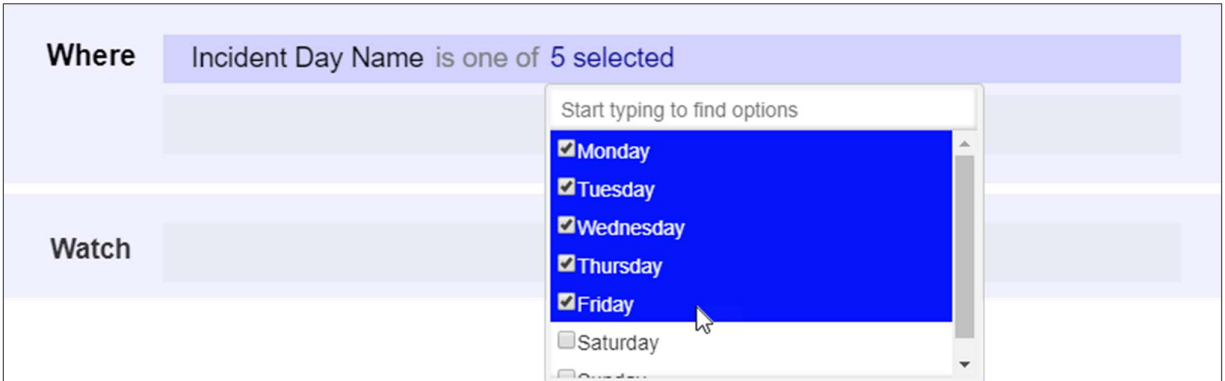 Where
Incident Day Name is one of 5 selected
Start typing to find options
Monday
Tuesday
Wednesday
Thursday
Friday
Saturday
Watch